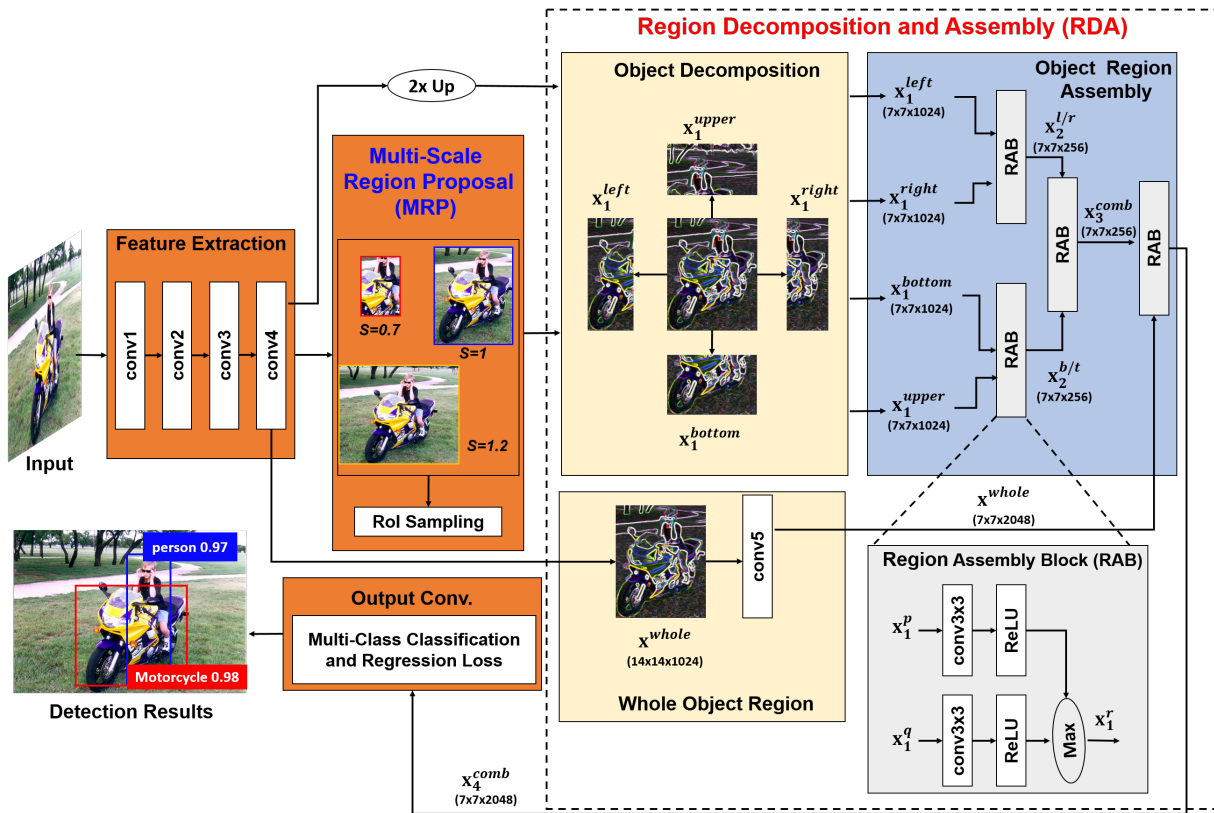 Region Decomposition and Assembly (RDA)
2x Up
Object Decomposition
x_1^{upper}
x_1^{left}
x_1^{right}
x_1^{bottom}
Object Region
Assembly
x_1^{left}
(7x7x1024)
x_1^{right}
(7x7x1024)
x_1^{bottom}
(7x7x1024)
x_1^{upper}
(7x7x1024)
RAB
x_2^{l/r}
(7x7x256)
RAB
x_2^{b/t}
(7x7x256)
RAB
x_3^{comb}
(7x7x256)
RAB
Multi-Scale
Region Proposal
(MRP)
S=0.7
S=1
S=1.2
RoI Sampling
Feature Extraction
conv1
conv2
conv3
conv4
Input
x^{whole}
(14x14x1024)
conv5
Whole Object Region
x^{whole}
(7x7x2048)
Region Assembly Block (RAB)
x_1^p
conv3x3
ReLU
x_1^q
conv3x3
ReLU
Max
x_1^r
person 0.97
Motorcycle 0.98
Detection Results
Output Conv.
Multi-Class Classification
and Regression Loss
x_4^{comb}
(7x7x2048)